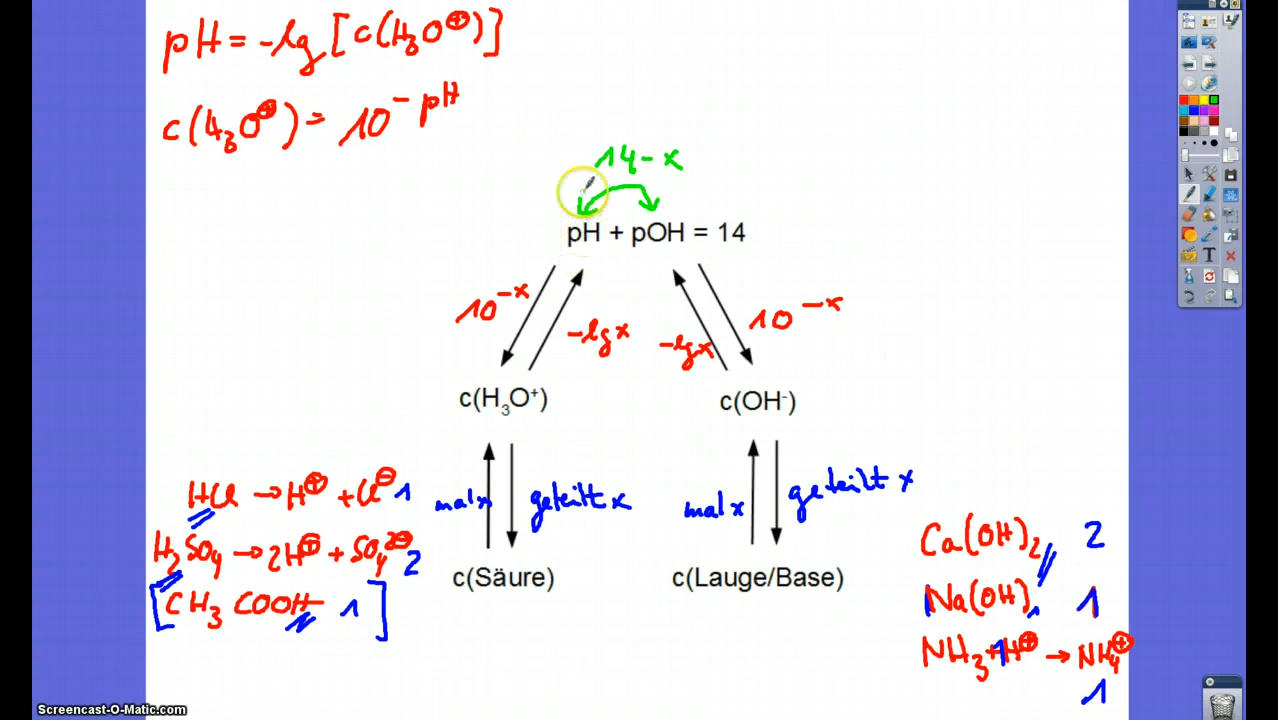 pH = -lg [c(H₃O⊕)]
c(H₃O⊕) = 10^-pH
14-x
pH + pOH = 14
10^-x
-lg x
-lg x
10^-x
c(H₃O⁺)
c(OH⁻)
HCl → H⊕ + Cl⊖ 1
mal x
geteilt x
mal x
geteilt x
H₂SO₄ → 2H⊕ + SO₄²⊖ 2
Ca(OH)₂ 2
c(Säure)
c(Lauge/Base)
[CH₃COOH 1]
Na(OH)₁ 1
NH₃ + 1H⊕ → NH₄⊕
1
Screencast-O-Matic.com